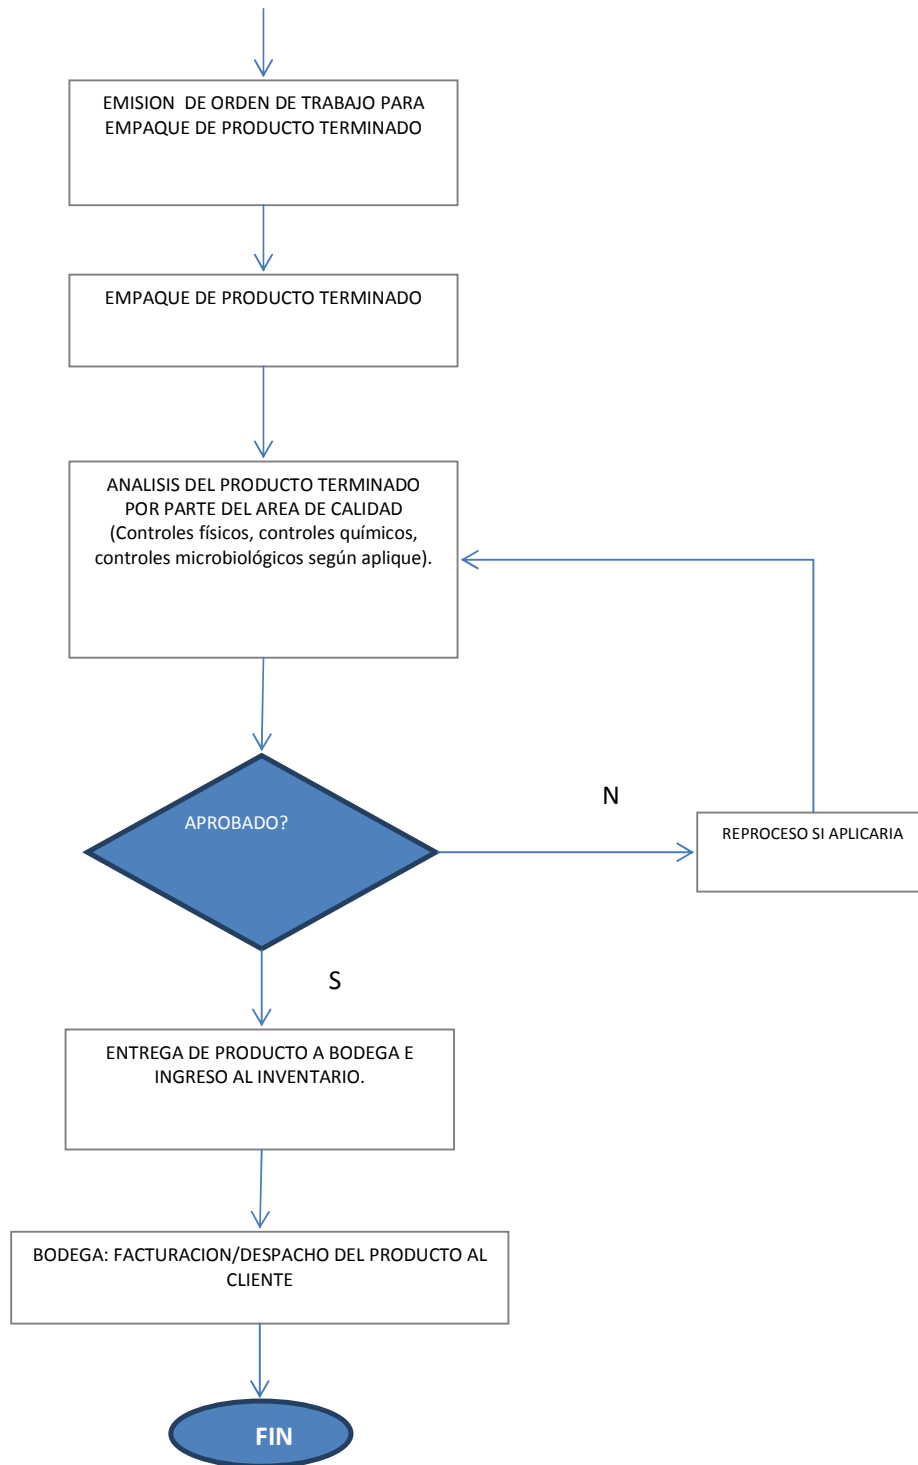 EMISION  DE ORDEN DE TRABAJO PARA
EMPAQUE DE PRODUCTO TERMINADO
EMPAQUE DE PRODUCTO TERMINADO
ANALISIS DEL PRODUCTO TERMINADO
POR PARTE DEL AREA DE CALIDAD
(Controles físicos, controles químicos,
controles microbiológicos según aplique).
APROBADO?
N
REPROCESO SI APLICARIA
S
ENTREGA DE PRODUCTO A BODEGA E
INGRESO AL INVENTARIO.
BODEGA: FACTURACION/DESPACHO DEL PRODUCTO AL
CLIENTE
FIN